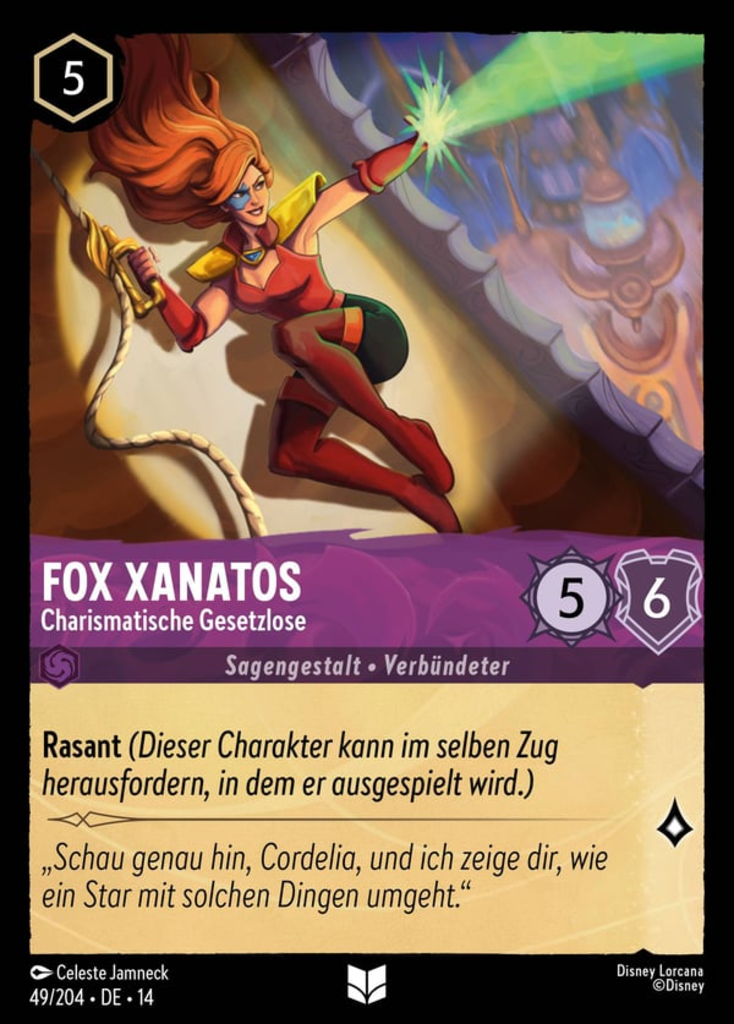 5
FOX XANATOS
Charismatische Gesetzlose
5
6
Sagengestalt • Verbündeter
Rasant (Dieser Charakter kann im selben Zug
herausfordern, in dem er ausgespielt wird.)
„Schau genau hin, Cordelia, und ich zeige dir, wie
ein Star mit solchen Dingen umgeht.“
Celeste Jamneck
49/204 • DE • 14
Disney Lorcana
©Disney